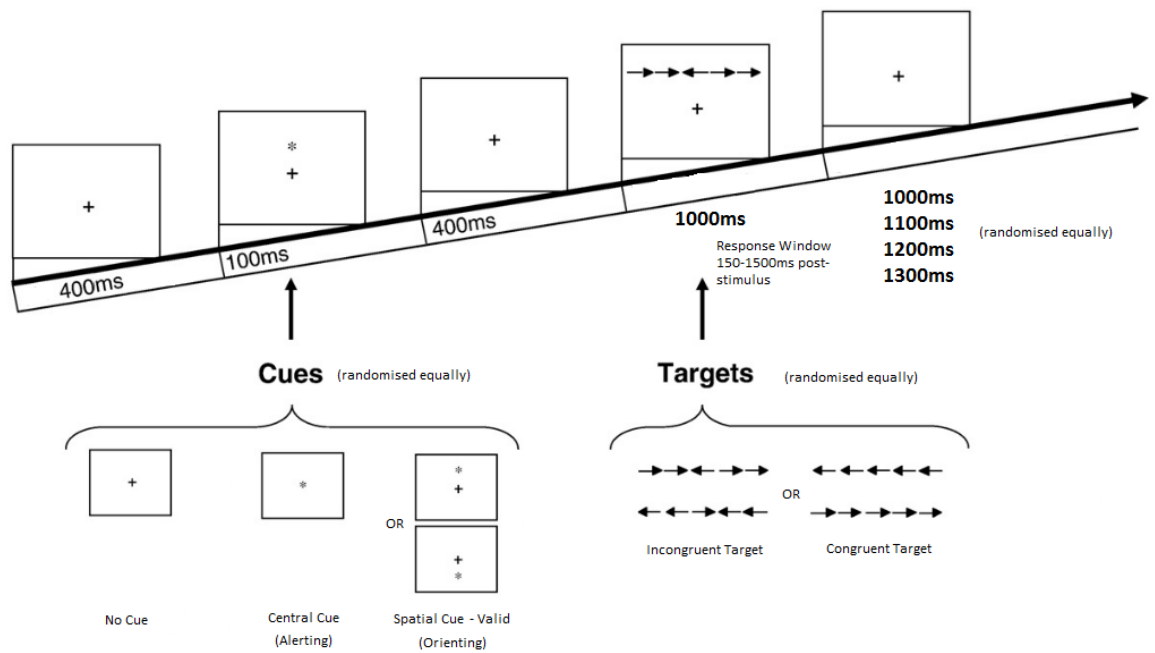 400ms
100ms
400ms
1000ms
Response Window
150-1500ms post-
stimulus
1000ms
1100ms
1200ms
1300ms
(randomised equally)
Cues (randomised equally)
Targets (randomised equally)
OR
OR
Incongruent Target
Congruent Target
No Cue
Central Cue
(Alerting)
Spatial Cue - Valid
(Orienting)